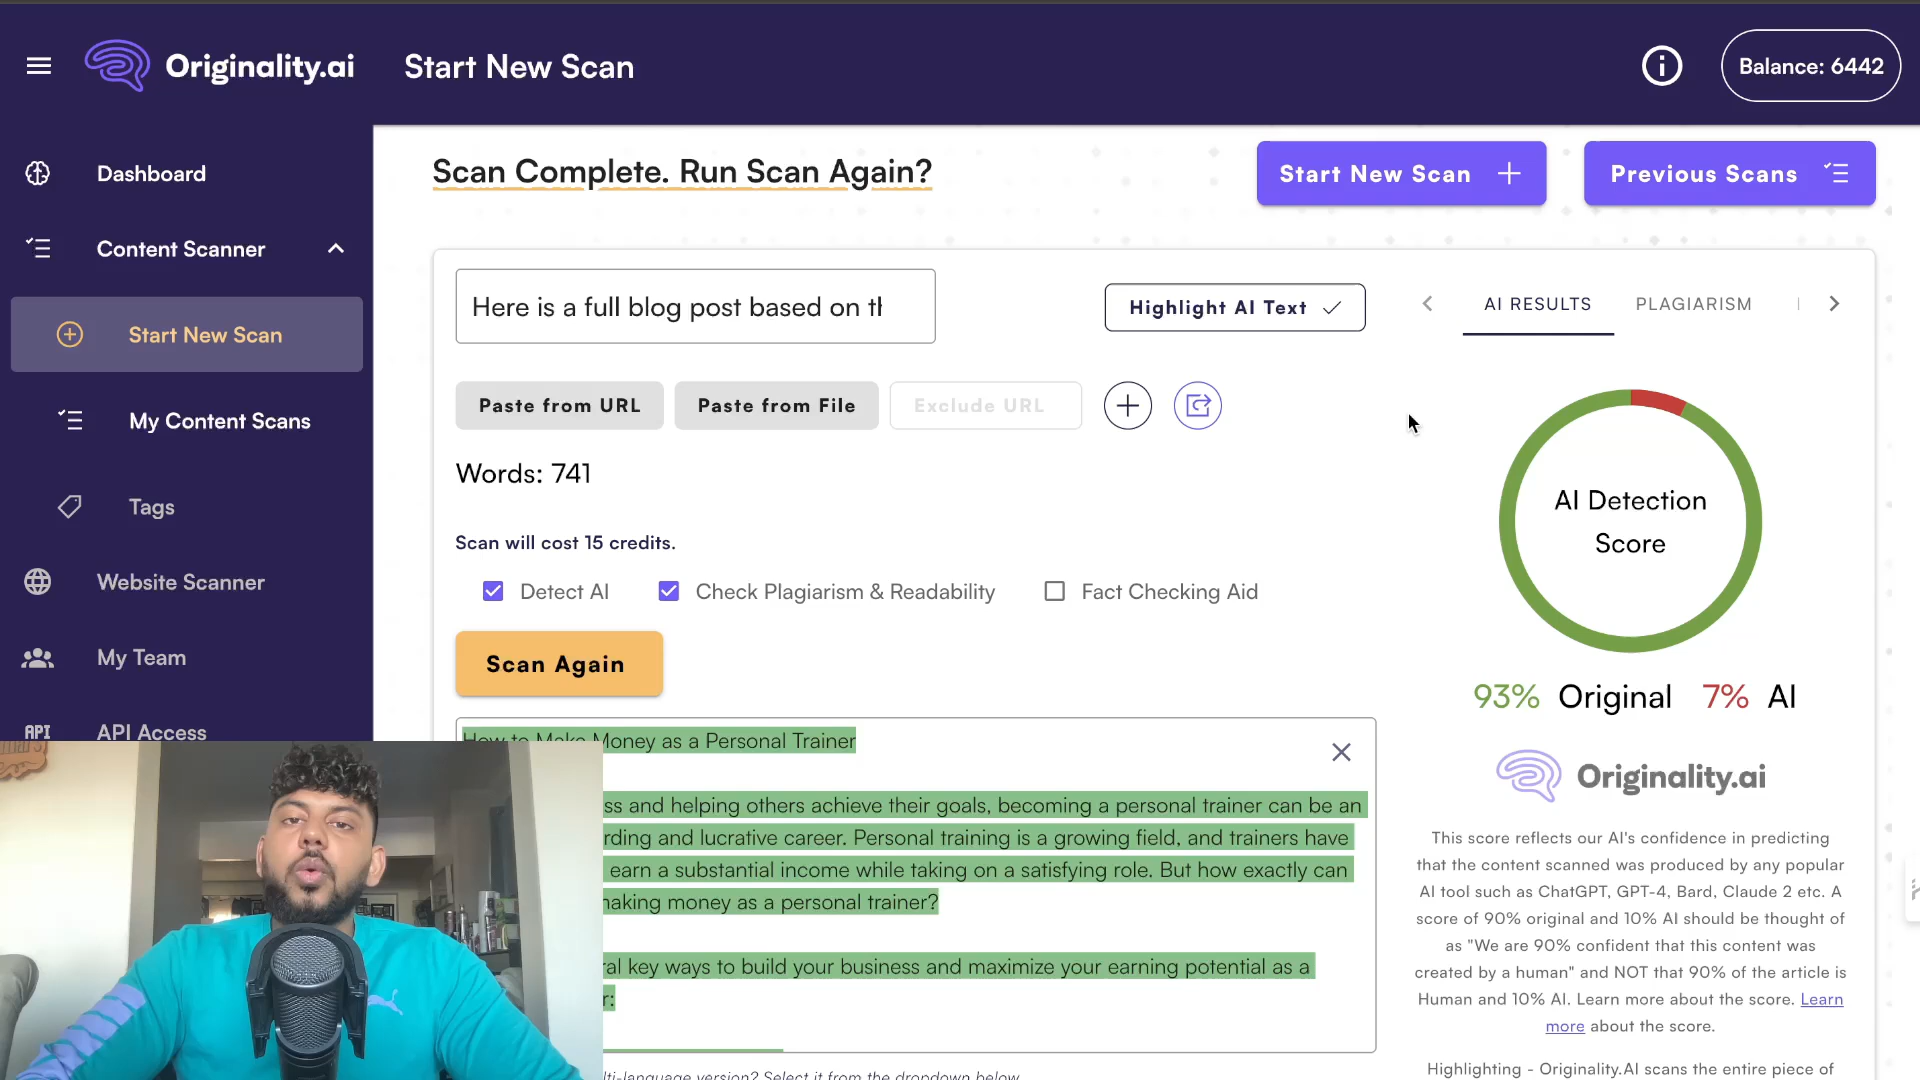 Originality.ai
Start New Scan
Balance: 6442
Dashboard
Content Scanner
Start New Scan
My Content Scans
Tags
Website Scanner
My Team
API
API Access
Scan Complete. Run Scan Again?
Start New Scan
Previous Scans
Here is a full blog post based on th
Highlight AI Text
AI RESULTS
PLAGIARISM
Paste from URL
Paste from File
Exclude URL
Words: 741
Scan will cost 15 credits.
Detect AI
Check Plagiarism & Readability
Fact Checking Aid
Scan Again
How to Make Money as a Personal Trainer
ss and helping others achieve their goals, becoming a personal trainer can be an
rding and lucrative career. Personal training is a growing field, and trainers have
earn a substantial income while taking on a satisfying role. But how exactly can
making money as a personal trainer?
ral key ways to build your business and maximize your earning potential as a
r:
lti-language version? Select it from the dropdown below
AI Detection
Score
93% Original 7% AI
Originality.ai
This score reflects our AI's confidence in predicting
that the content scanned was produced by any popular
AI tool such as ChatGPT, GPT-4, Bard, Claude 2 etc. A
score of 90% original and 10% AI should be thought of
as "We are 90% confident that this content was
created by a human" and NOT that 90% of the article is
Human and 10% AI. Learn more about the score. Learn
more about the score.
Highlighting - Originality.AI scans the entire piece of